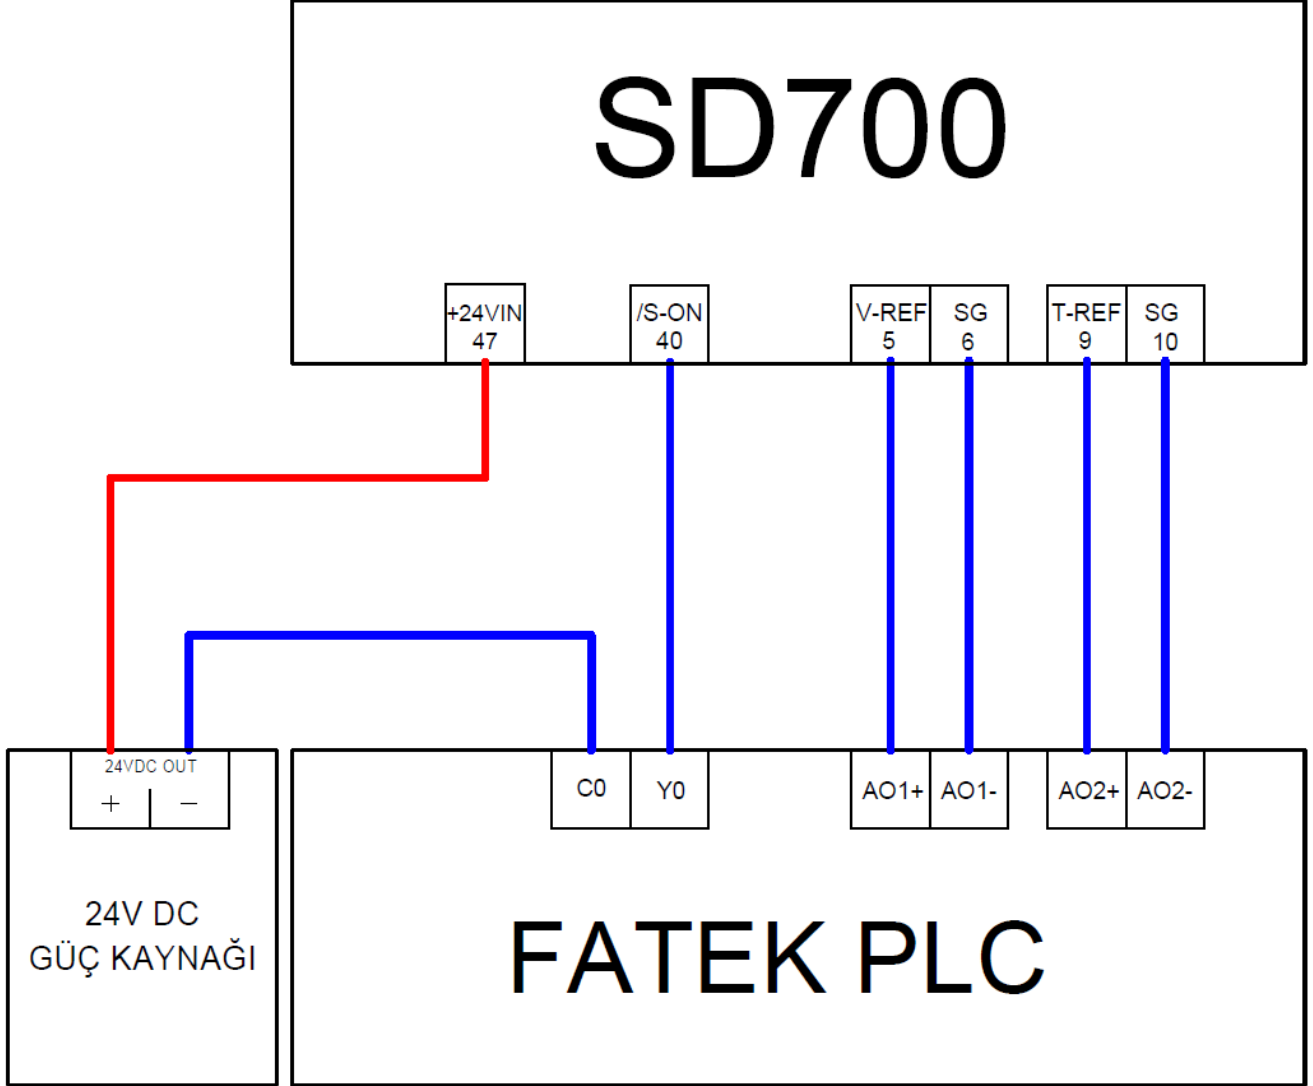 SD700
+24VIN
47
/S-ON
40
V-REF
5
SG
6
T-REF
9
SG
10
24VDC OUT
+ | −
24V DC
GÜÇ KAYNAĞI
C0
Y0
AO1+
AO1-
AO2+
AO2-
FATEK PLC